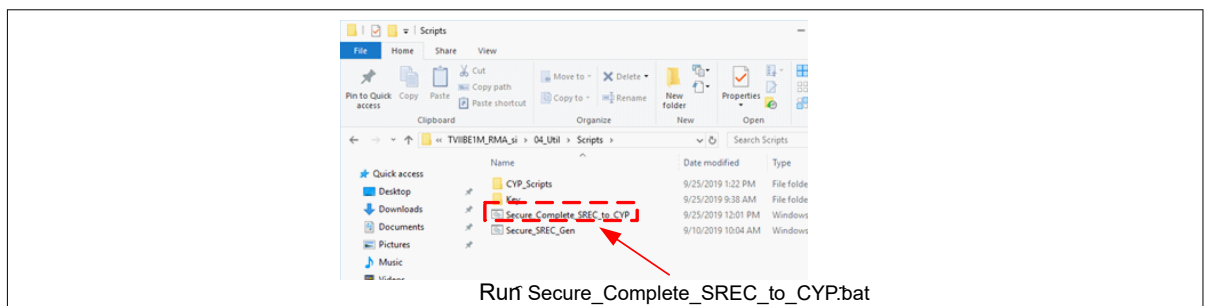 Scripts
File Home Share View
Pin to Quick access
Copy
Paste
Cut
Copy path
Paste shortcut
Clipboard
Move to
Copy to
Delete
Rename
Organize
New folder
New
Properties
Open
« TVIIBE1M_RMA_si › 04_Util › Scripts ›
Search Scripts
Name Date modified Type
Quick access
Desktop
Downloads
Documents
Pictures
Music
Videos
CYP_Scripts 9/25/2019 1:22 PM File folde
Key 9/25/2019 9:38 AM File folde
Secure_Complete_SREC_to_CYP 9/25/2019 12:01 PM Windows
Secure_SREC_Gen 9/10/2019 10:04 AM Windows
Run Secure_Complete_SREC_to_CYP.bat